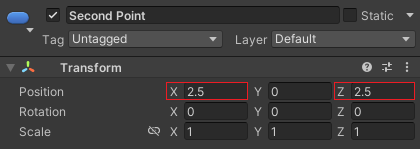 Second Point Static
Tag Untagged Layer Default
Transform
Position X 2.5 Y 0 Z 2.5
Rotation X 0 Y 0 Z 0
Scale X 1 Y 1 Z 1